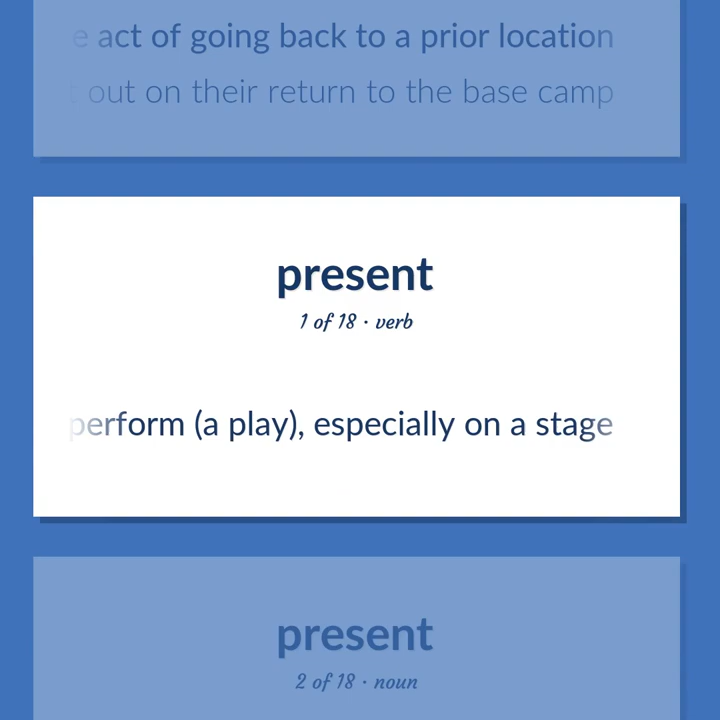 act of going back to a prior location
out on their return to the base camp
present
1 of 18 · verb
perform (a play), especially on a stage
present
2 of 18 · noun